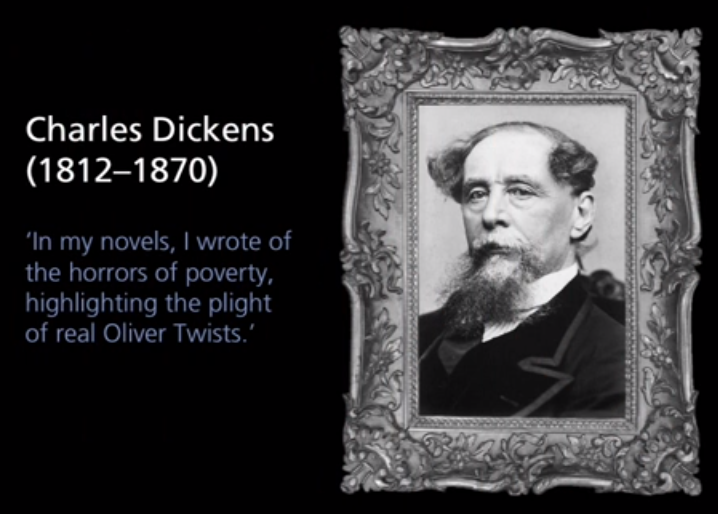 Charles Dickens
(1812–1870)
‘In my novels, I wrote of
the horrors of poverty,
highlighting the plight
of real Oliver Twists.’